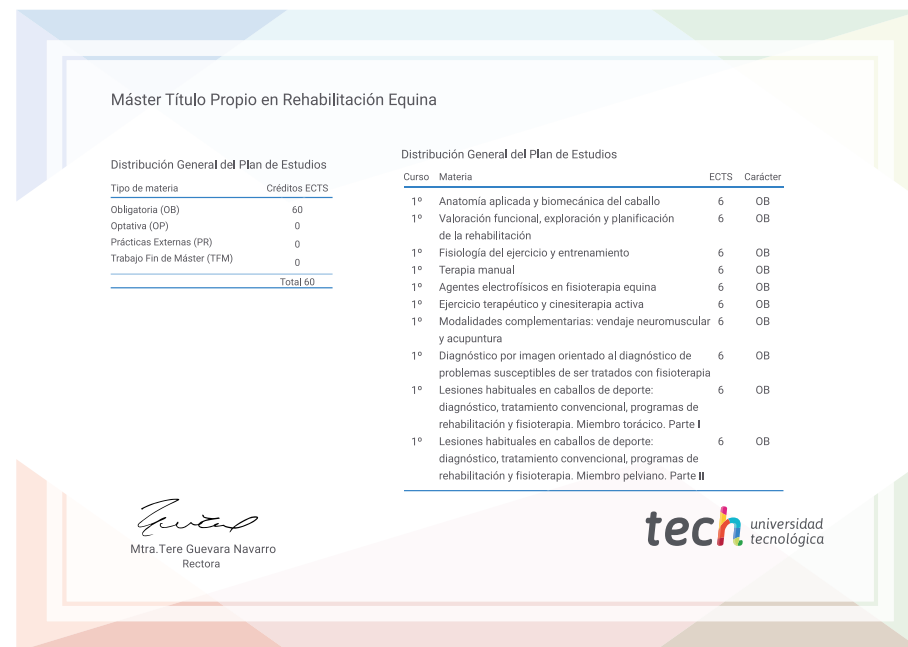 Máster Título Propio en Rehabilitación Equina
Distribución General del Plan de Estudios
Tipo de materia Créditos ECTS
Obligatoria (OB) 60
Optativa (OP) 0
Prácticas Externas (PR) 0
Trabajo Fin de Máster (TFM) 0
Total 60
Distribución General del Plan de Estudios
Curso Materia ECTS Carácter
1º Anatomía aplicada y biomecánica del caballo 6 OB
1º Valoración funcional, exploración y planificación 6 OB
de la rehabilitación
1º Fisiología del ejercicio y entrenamiento 6 OB
1º Terapia manual 6 OB
1º Agentes electrofísicos en fisioterapia equina 6 OB
1º Ejercicio terapéutico y cinesiterapia activa 6 OB
1º Modalidades complementarias: vendaje neuromuscular 6 OB
y acupuntura
1º Diagnóstico por imagen orientado al diagnóstico de 6 OB
problemas susceptibles de ser tratados con fisioterapia
1º Lesiones habituales en caballos de deporte: 6 OB
diagnóstico, tratamiento convencional, programas de
rehabilitación y fisioterapia. Miembro torácico. Parte I
1º Lesiones habituales en caballos de deporte: 6 OB
diagnóstico, tratamiento convencional, programas de
rehabilitación y fisioterapia. Miembro pelviano. Parte II
Mtra.Tere Guevara Navarro
Rectora
tech universidad
tecnológica